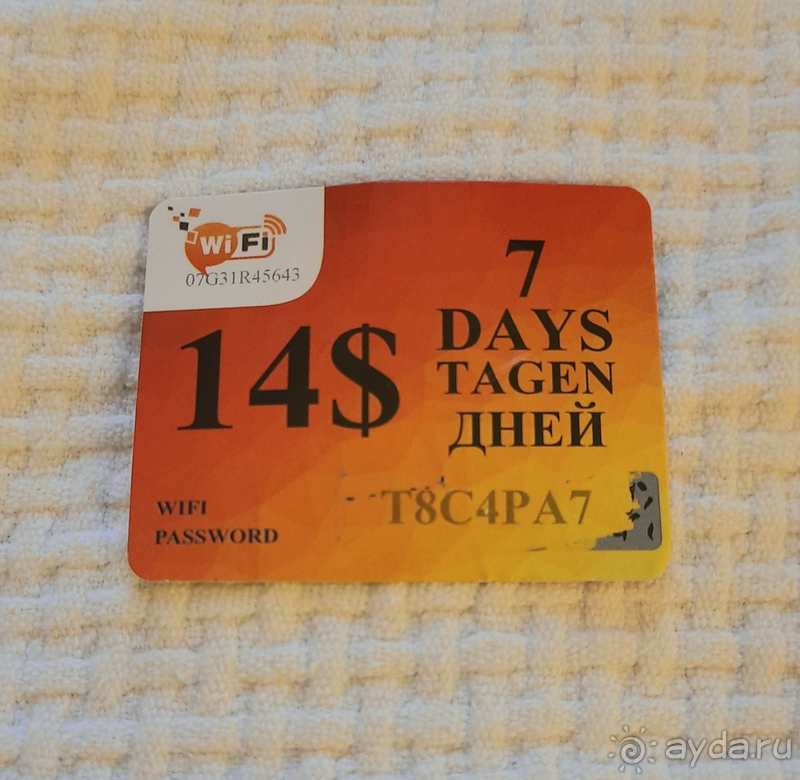 WiFi
07G31R45643
14$
7
DAYS
TAGEN
ДНЕЙ
WIFI
PASSWORD
T8C4PA7
ayda.ru